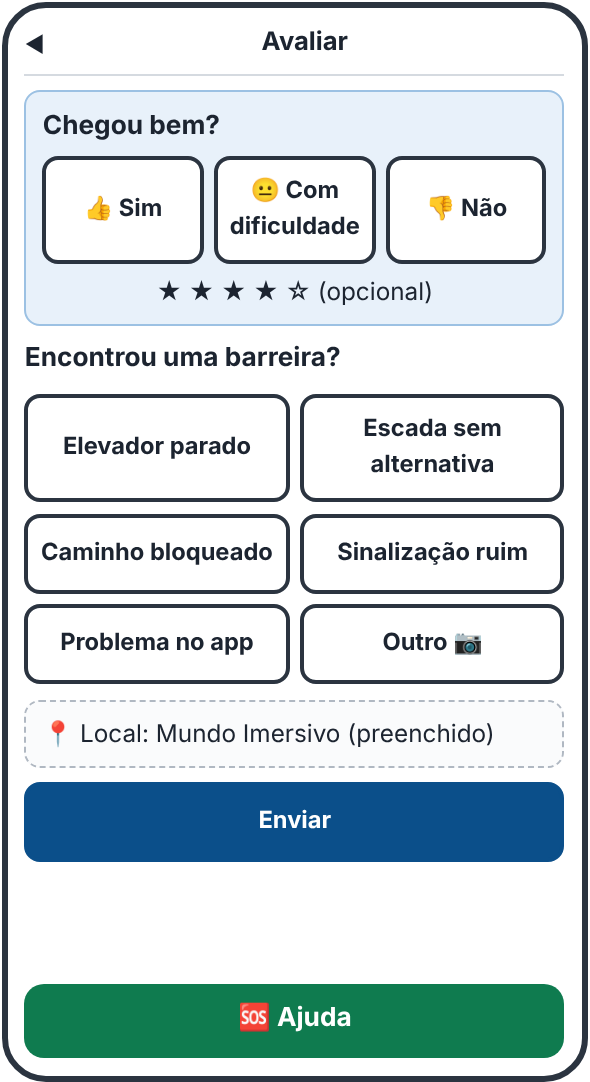 ◀ Avaliar
Chegou bem?
👍 Sim
😐 Com
dificuldade
👎 Não
★ ★ ★ ★ ☆ (opcional)
Encontrou uma barreira?
Elevador parado
Escada sem
alternativa
Caminho bloqueado
Sinalização ruim
Problema no app
Outro 📷
📍 Local: Mundo Imersivo (preenchido)
Enviar
🆘 Ajuda